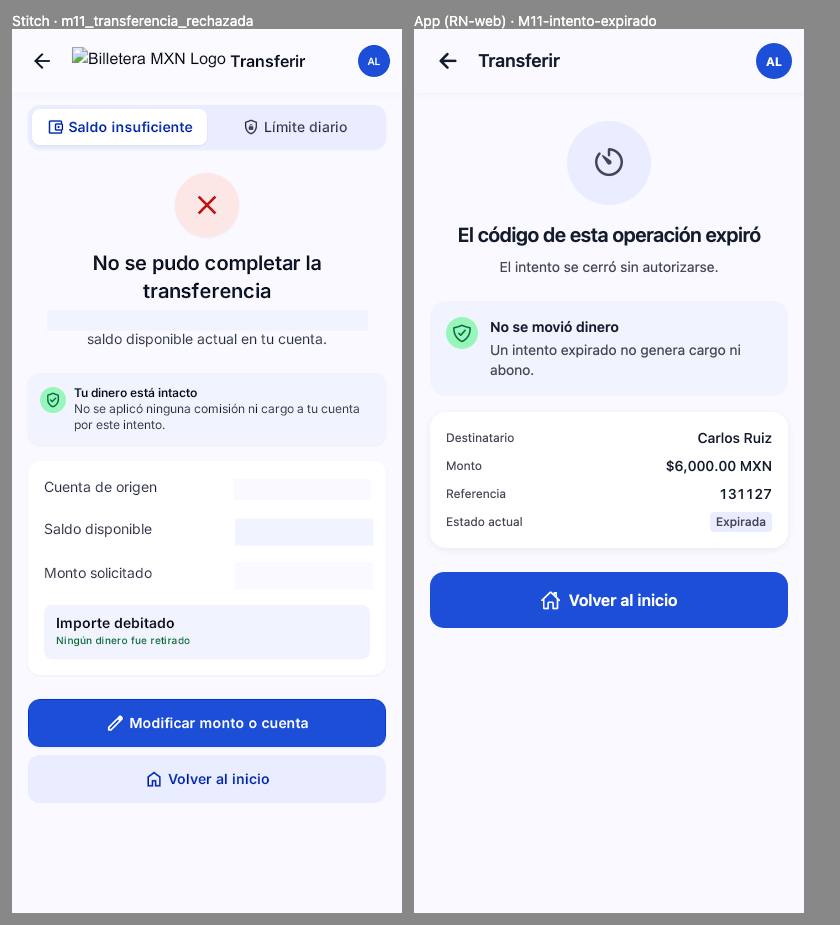 Stitch · m11_transferencia_rechazada
Billetera MXN Logo Transferir
AL
Saldo insuficiente
Límite diario
No se pudo completar la
transferencia
saldo disponible actual en tu cuenta.
Tu dinero está intacto
No se aplicó ninguna comisión ni cargo a tu cuenta
por este intento.
Cuenta de origen
Saldo disponible
Monto solicitado
Importe debitado
Ningún dinero fue retirado
Modificar monto o cuenta
Volver al inicio
App (RN-web) · M11-intento-expirado
Transferir
AL
El código de esta operación expiró
El intento se cerró sin autorizarse.
No se movió dinero
Un intento expirado no genera cargo ni
abono.
Destinatario Carlos Ruiz
Monto $6,000.00 MXN
Referencia 131127
Estado actual Expirada
Volver al inicio